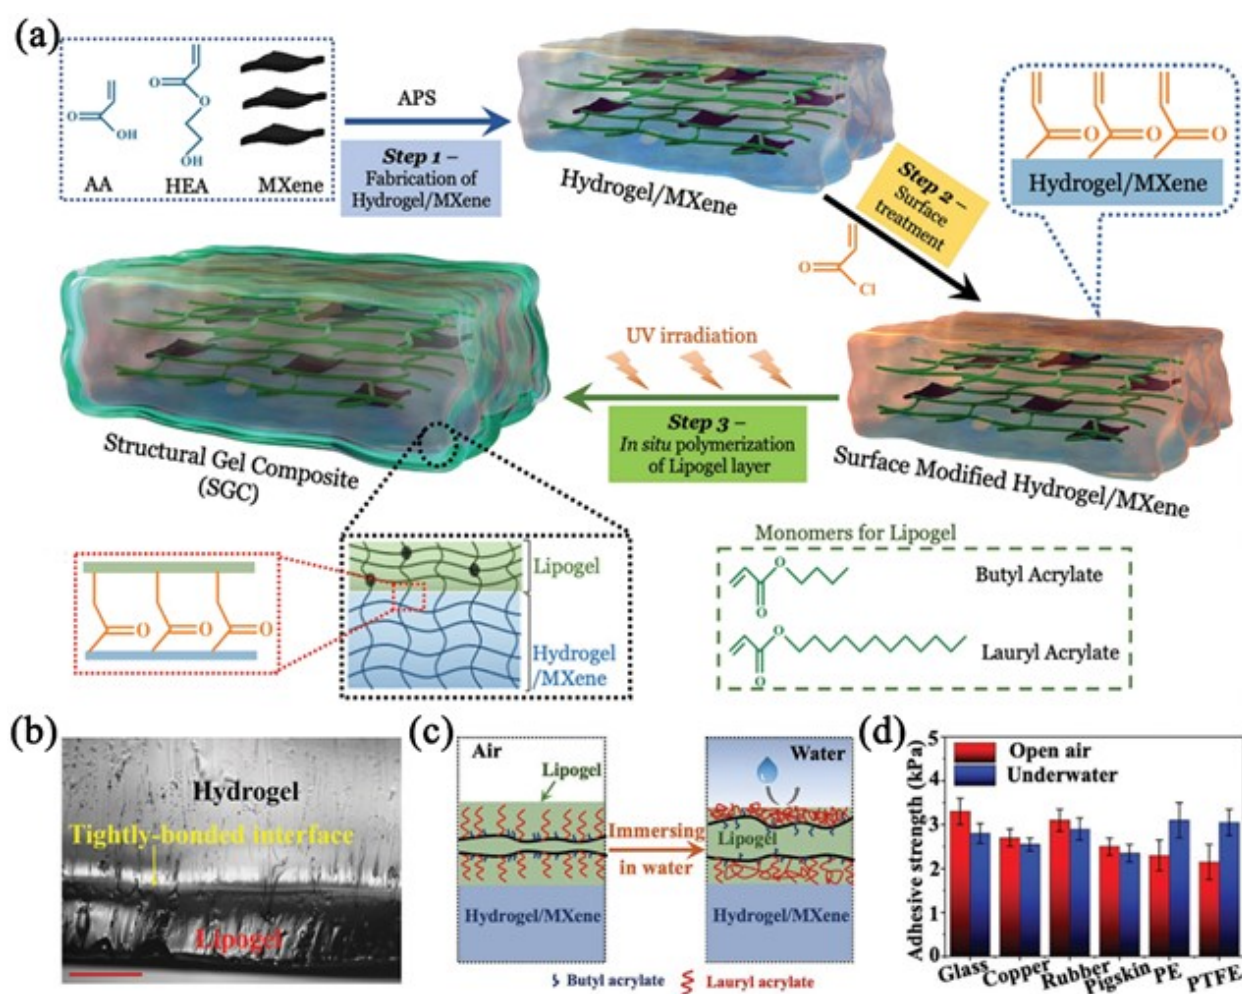 (a)
O
OH
AA
O
O
OH
HEA
MXene
APS
Step 1 –
Fabrication of
Hydrogel/MXene
Hydrogel/MXene
Step 2 –
Surface
treatment
O
Cl
O
O
O
Hydrogel/MXene
Surface Modified Hydrogel/MXene
UV irradiation
Step 3 –
In situ polymerization
of Lipogel layer
Structural Gel Composite
(SGC)
O
O
O
Lipogel
Hydrogel
/MXene
Monomers for Lipogel
O
O
Butyl Acrylate
O
O
Lauryl Acrylate
(b)
Hydrogel
Tightly-bonded interface
Lipogel
(c)
Air
Lipogel
Hydrogel/MXene
Immersing
in water
Water
Lipogel
Hydrogel/MXene
Butyl acrylate
Lauryl acrylate
(d)
Adhesive strength (kPa)
5
4
3
2
1
0
Open air
Underwater
Glass
Copper
Rubber
Pigskin
PE
PTFE